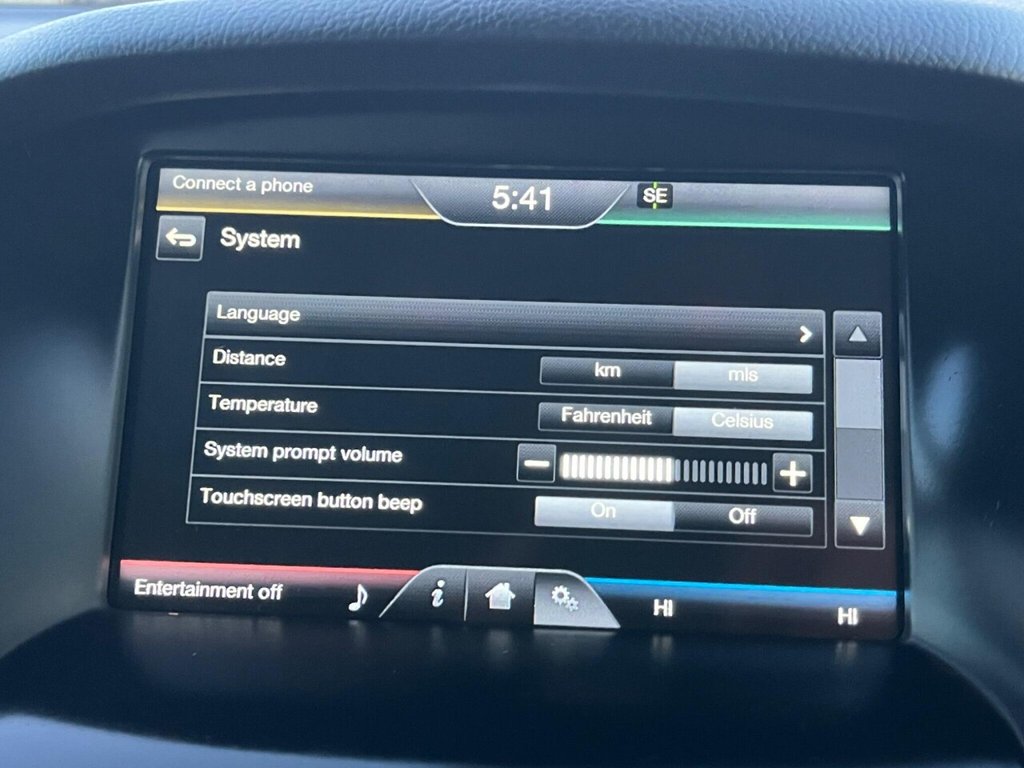 Connect a phone 5:41 SE
System
Language
Distance km mls
Temperature Fahrenheit Celsius
System prompt volume
Touchscreen button beep On Off
Entertainment off i HI HI